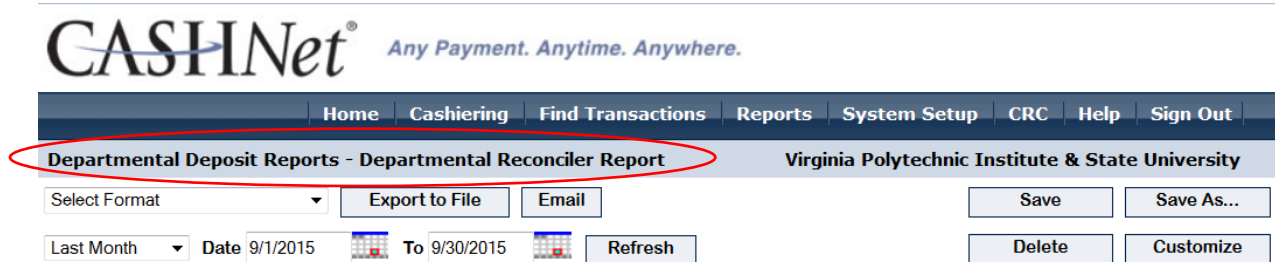 CASHNet® Any Payment. Anytime. Anywhere.
Home Cashiering Find Transactions Reports System Setup CRC Help Sign Out
Departmental Deposit Reports - Departmental Reconciler Report Virginia Polytechnic Institute & State University
Select Format Export to File Email Save Save As...
Last Month Date 9/1/2015 To 9/30/2015 Refresh Delete Customize